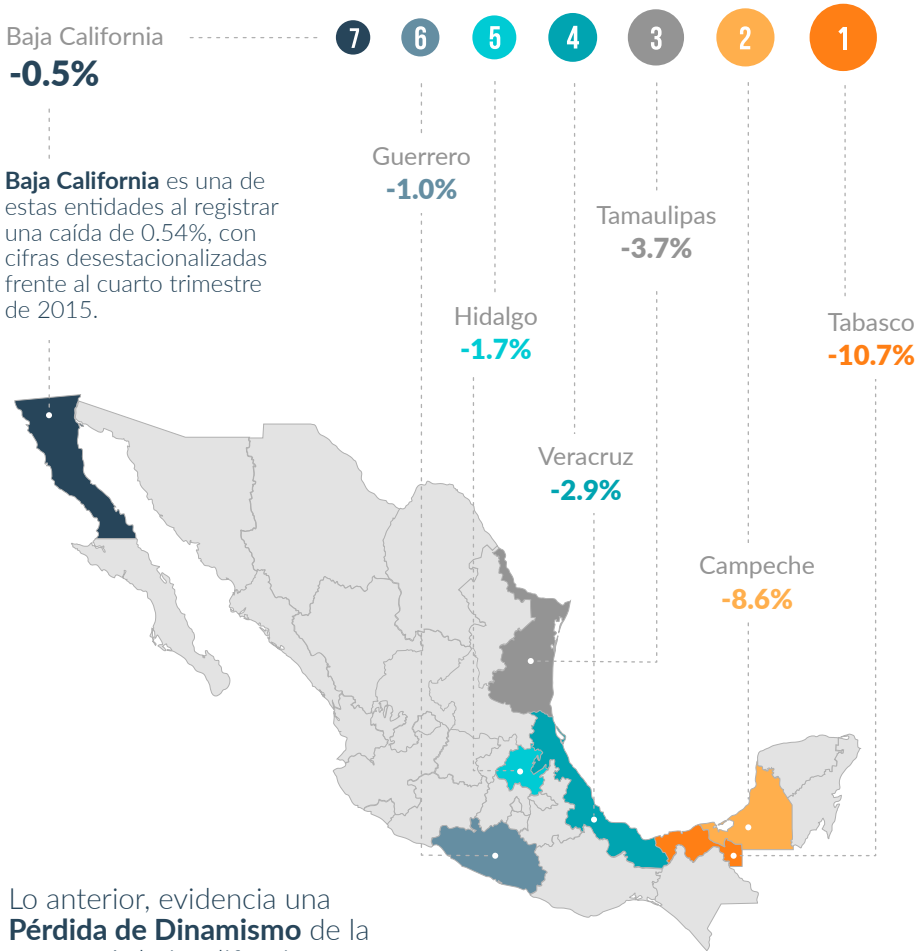 Baja California
-0.5%
7 6 5 4 3 2 1
Baja California es una de
estas entidades al registrar
una caída de 0.54%, con
cifras desestacionalizadas
frente al cuarto trimestre
de 2015.
Guerrero
-1.0%
Tamaulipas
-3.7%
Hidalgo
-1.7%
Tabasco
-10.7%
Veracruz
-2.9%
Campeche
-8.6%
Lo anterior, evidencia una
Pérdida de Dinamismo de la